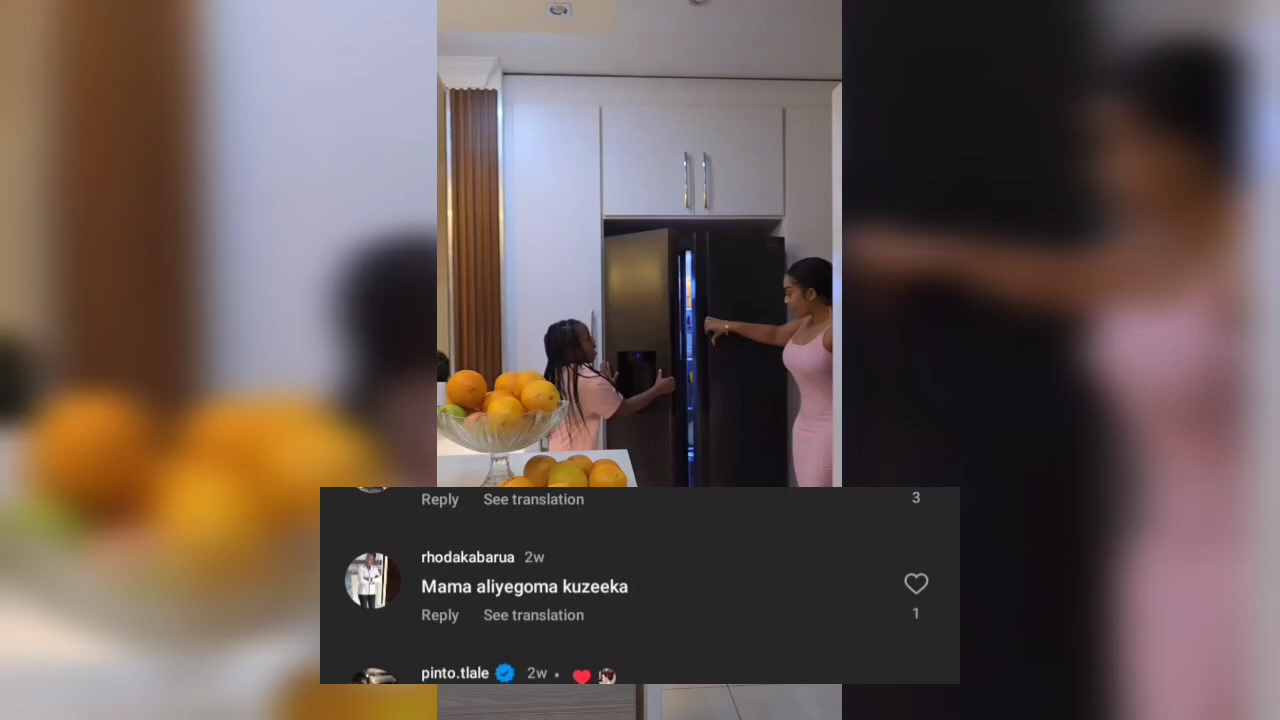 Reply See translation 3
rhodakabarua 2w
Mama aliyegoma kuzeeka
Reply See translation 1
pinto.tlale 2w •